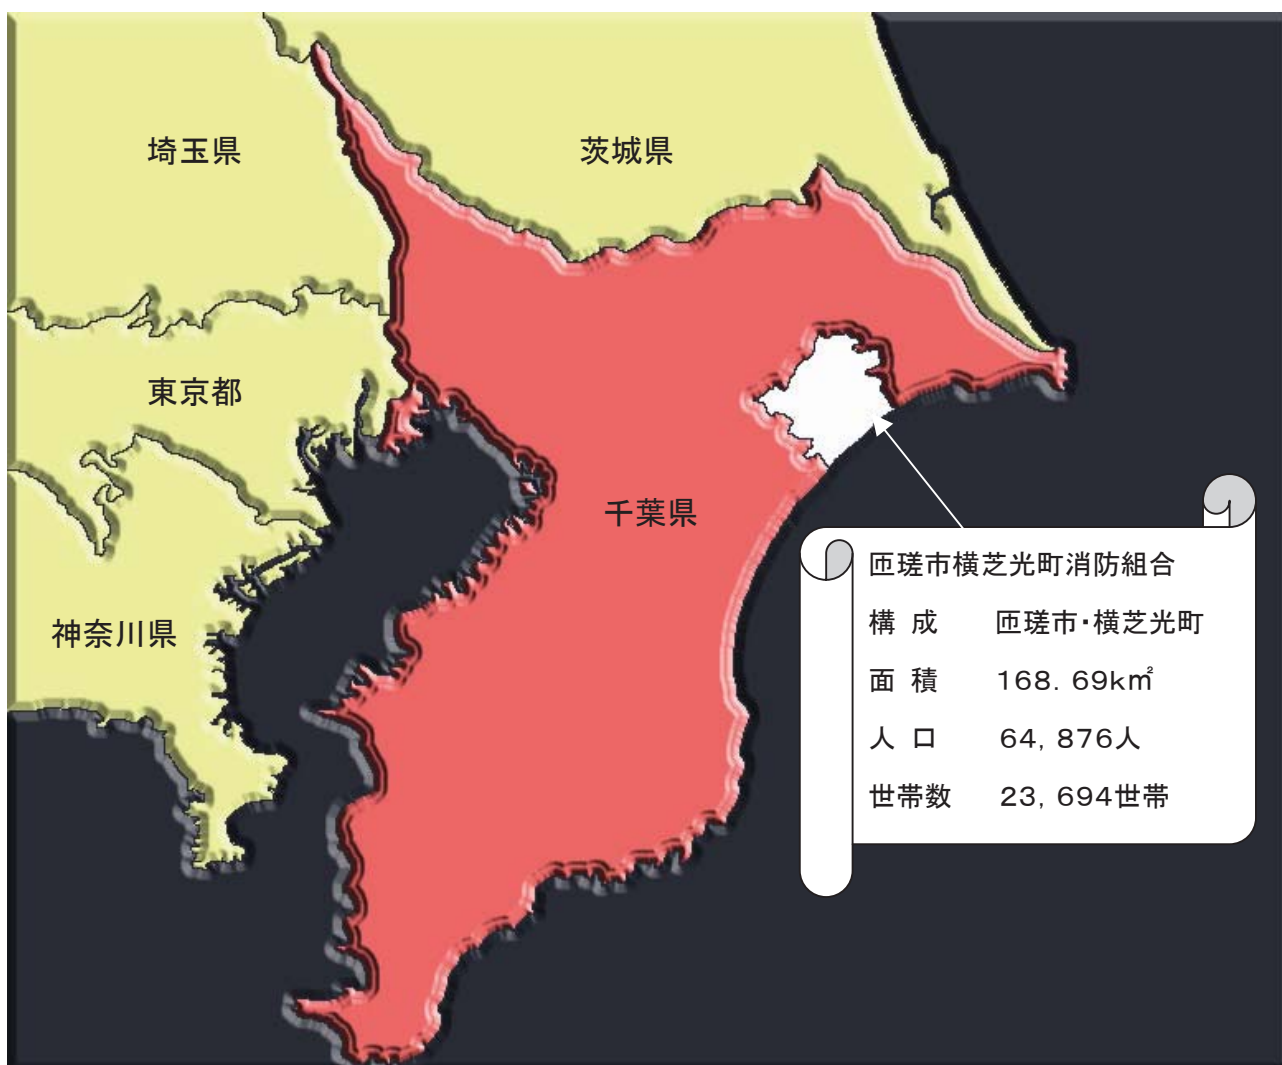 埼玉県
茨城県
東京都
千葉県
神奈川県
匝瑳市横芝光町消防組合
構 成 匝瑳市・横芝光町
面 積 168. 69k㎡
人 口 64, 876人
世帯数 23, 694世帯